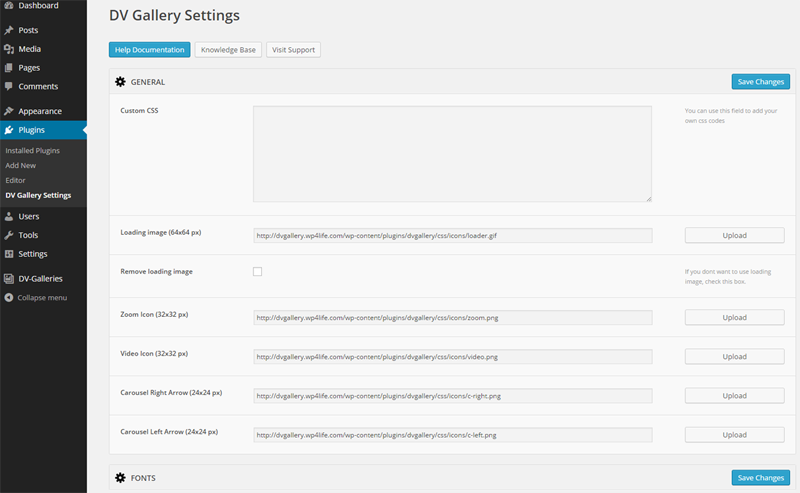 Dashboard
Posts
Media
Pages
Comments
Appearance
Plugins
Installed Plugins
Add New
Editor
DV Gallery Settings
Users
Tools
Settings
DV-Galleries
Collapse menu
DV Gallery Settings
Help Documentation
Knowledge Base
Visit Support
GENERAL
Save Changes
Custom CSS
You can use this field to add your
own css codes
Loading image (64x64 px)
http://dvgallery.wp4life.com/wp-content/plugins/dvgallery/css/icons/loader.gif
Upload
Remove loading image
If you dont want to use loading
image, check this box.
Zoom Icon (32x32 px)
http://dvgallery.wp4life.com/wp-content/plugins/dvgallery/css/icons/zoom.png
Upload
Video Icon (32x32 px)
http://dvgallery.wp4life.com/wp-content/plugins/dvgallery/css/icons/video.png
Upload
Carousel Right Arrow (24x24 px)
http://dvgallery.wp4life.com/wp-content/plugins/dvgallery/css/icons/c-right.png
Upload
Carousel Left Arrow (24x24 px)
http://dvgallery.wp4life.com/wp-content/plugins/dvgallery/css/icons/c-left.png
Upload
FONTS
Save Changes